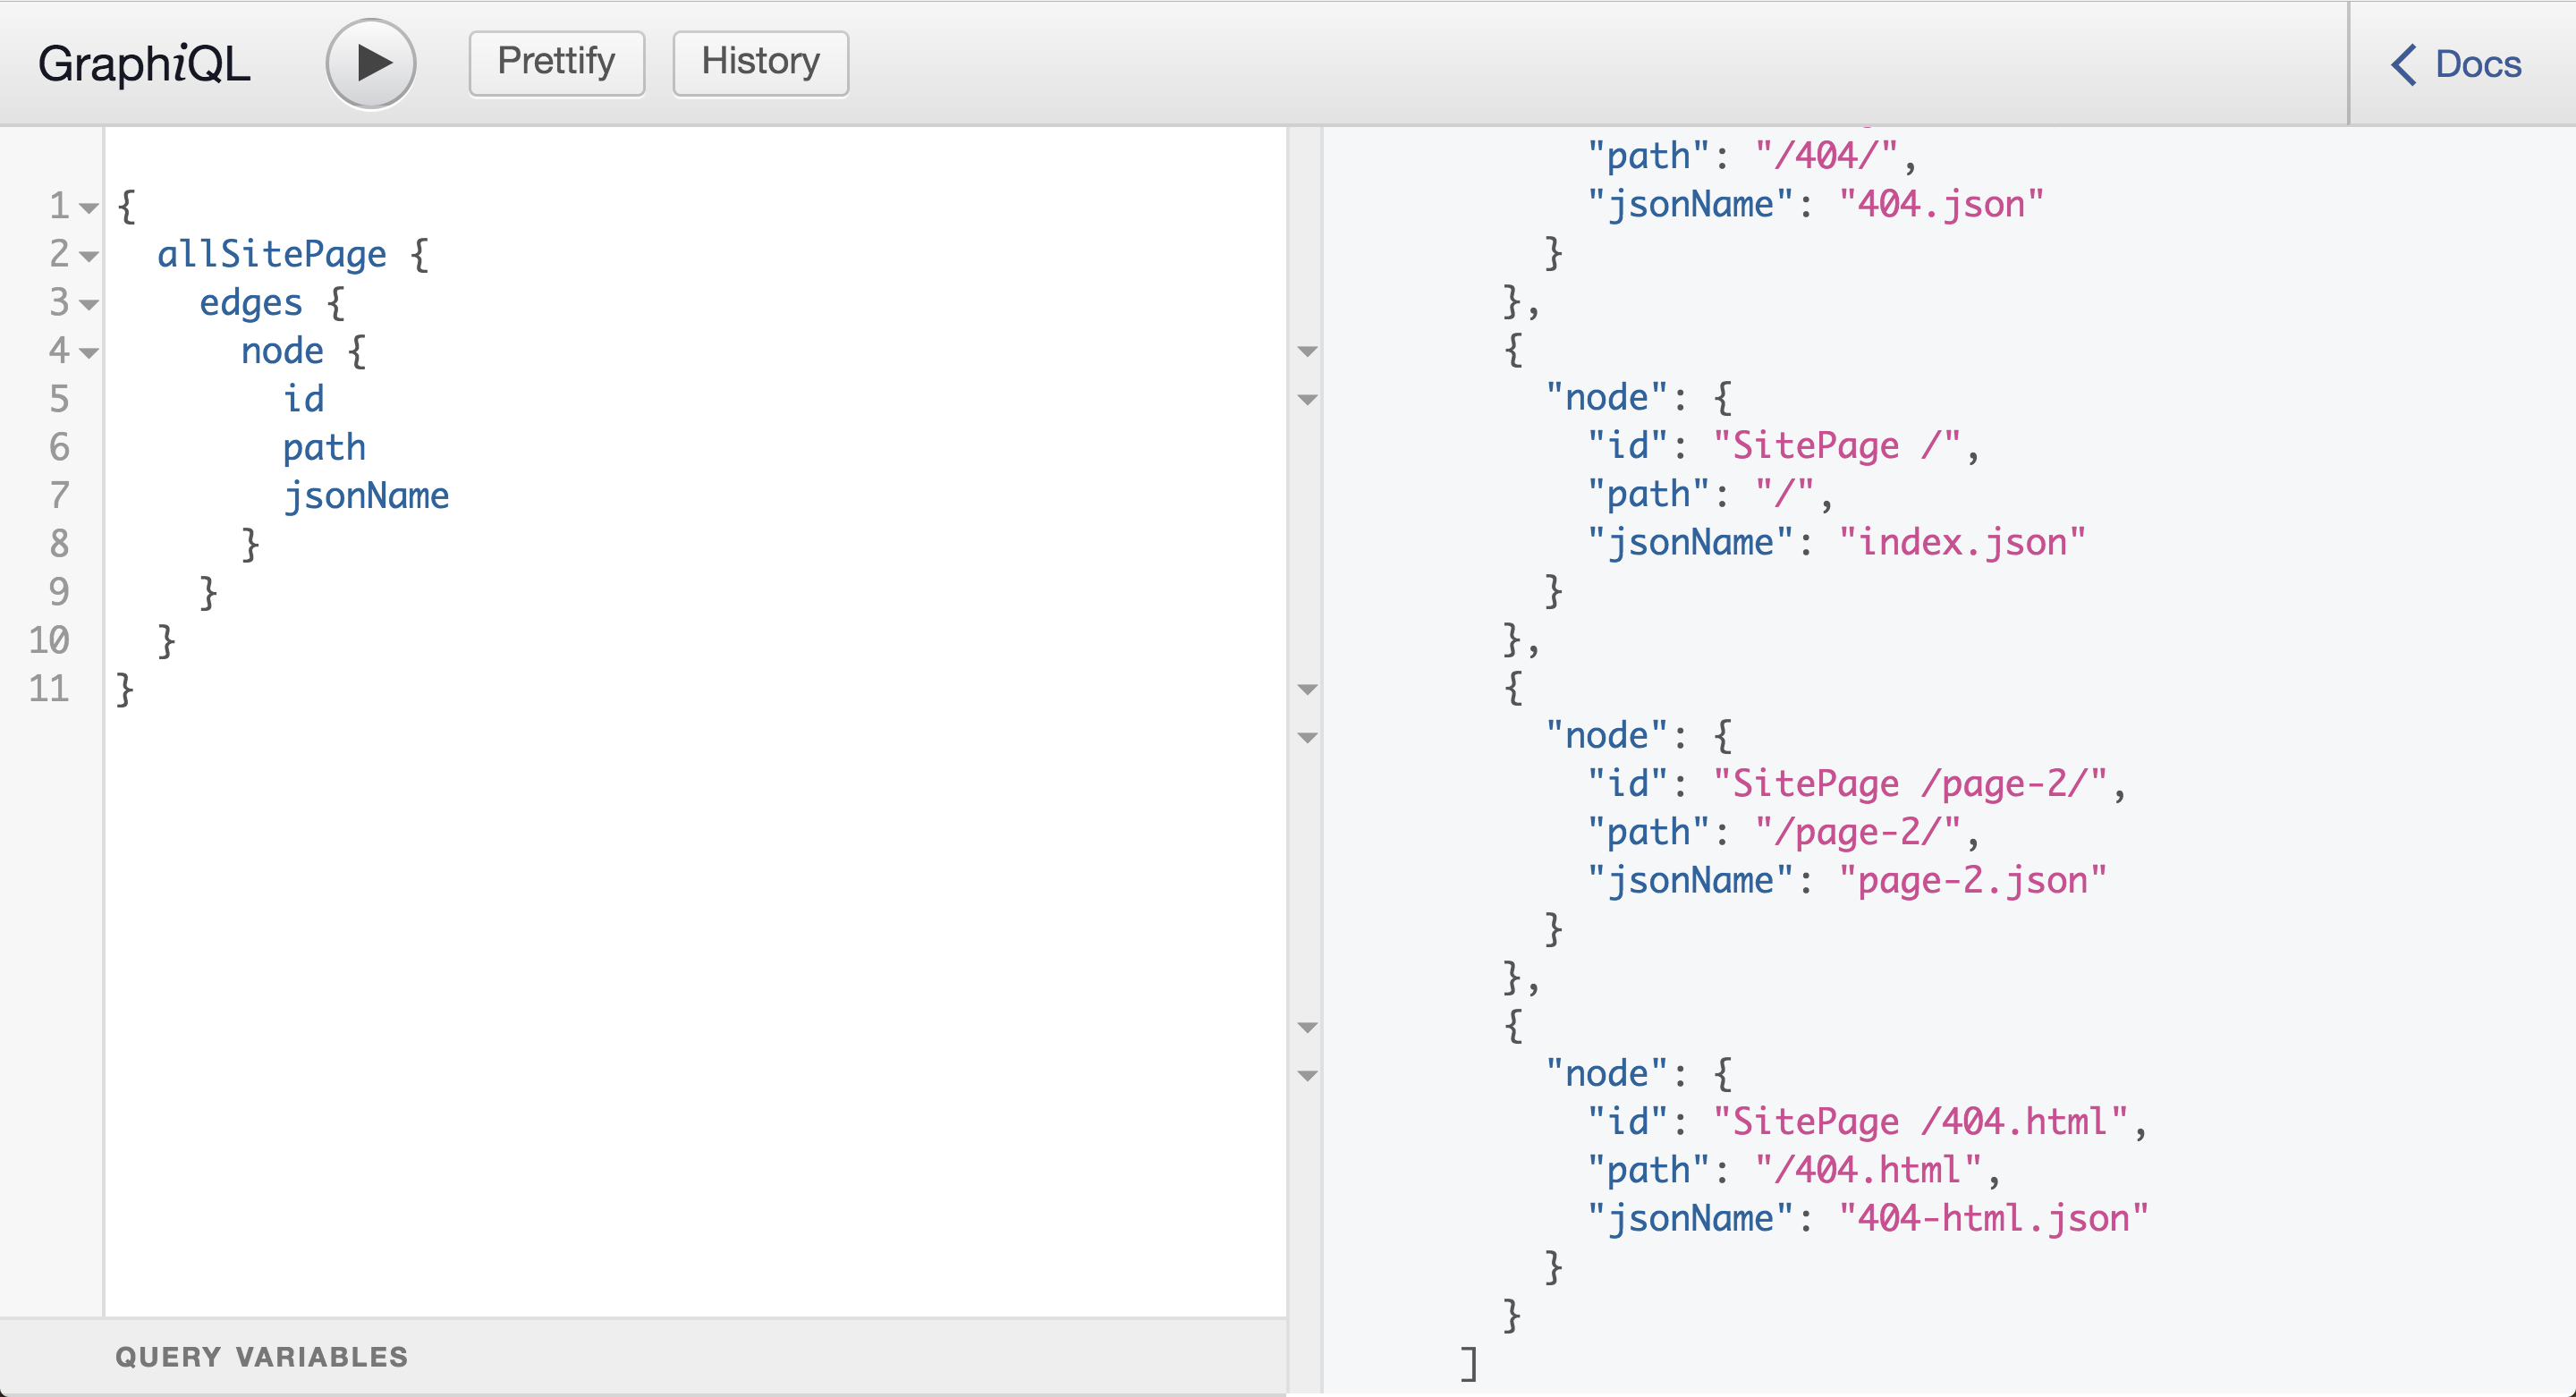 GraphiQL Prettify History Docs
1 {
2 allSitePage {
3 edges {
4 node {
5 id
6 path
7 jsonName
8 }
9 }
10 }
11 }
QUERY VARIABLES
"path": "/404/",
"jsonName": "404.json"
}
},
{
"node": {
"id": "SitePage /",
"path": "/",
"jsonName": "index.json"
}
},
{
"node": {
"id": "SitePage /page-2/",
"path": "/page-2/",
"jsonName": "page-2.json"
}
},
{
"node": {
"id": "SitePage /404.html",
"path": "/404.html",
"jsonName": "404-html.json"
}
}
]